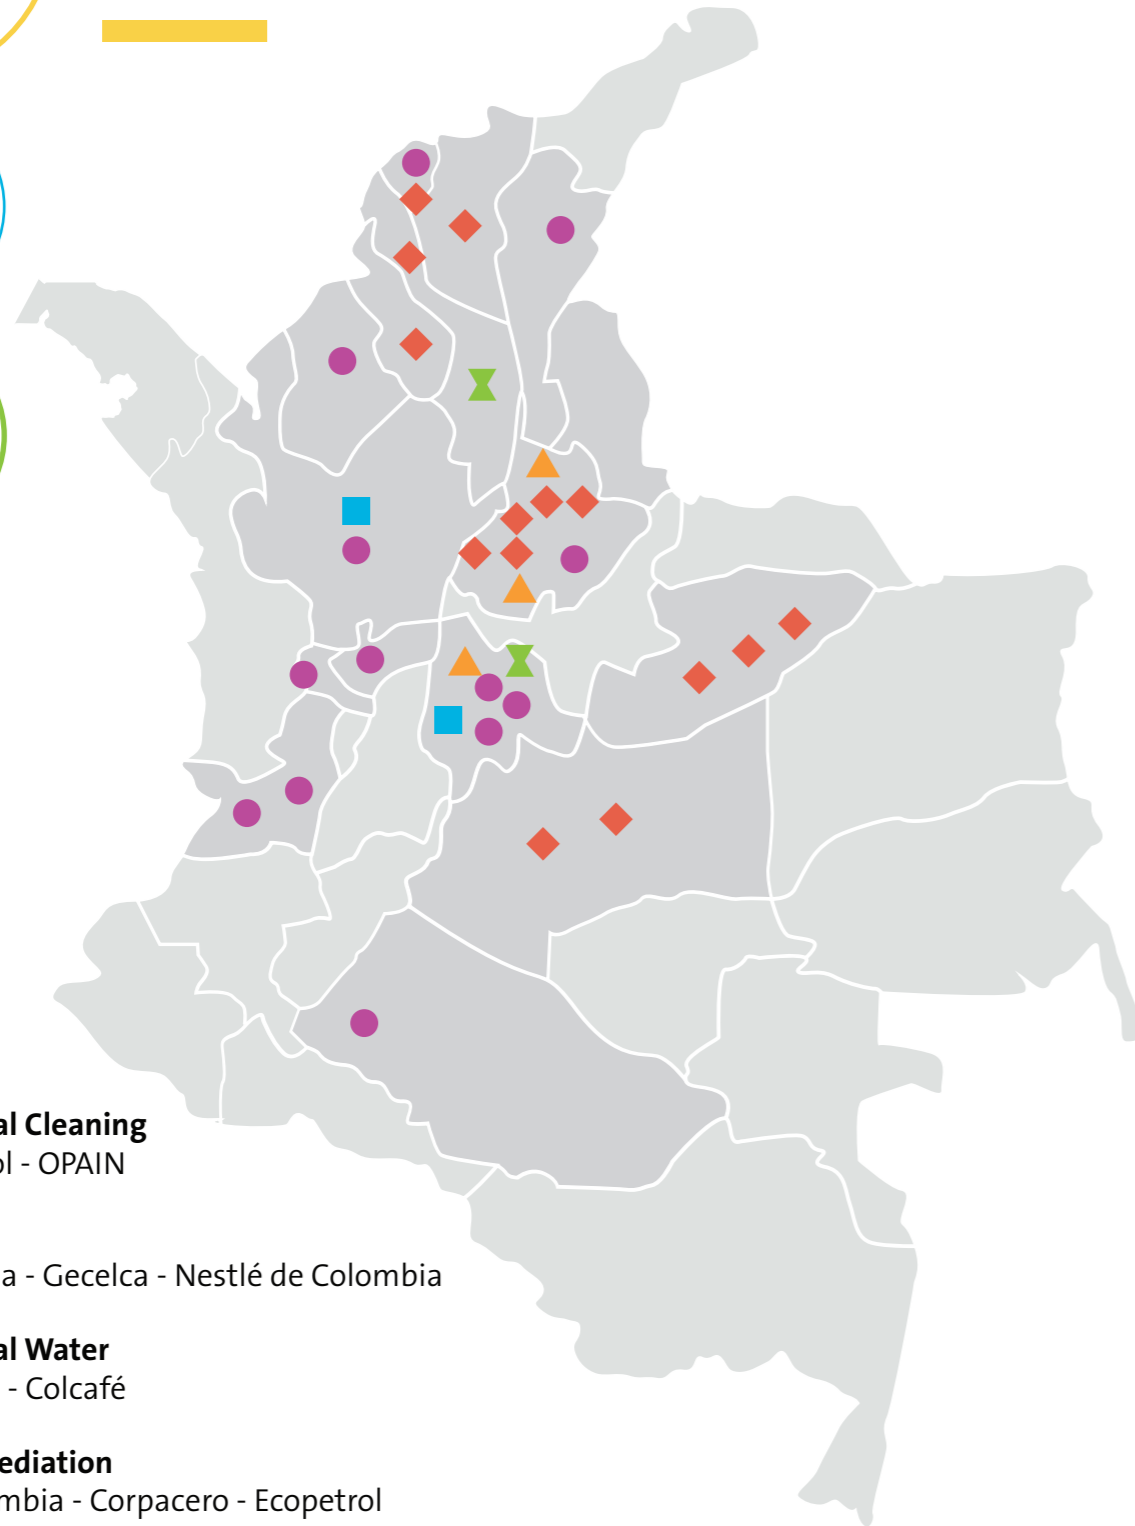 al Cleaning
ol - OPAIN
a - Gecelca - Nestlé de Colombia
al Water
- Colcafé
ediation
mbia - Corpacero - Ecopetrol